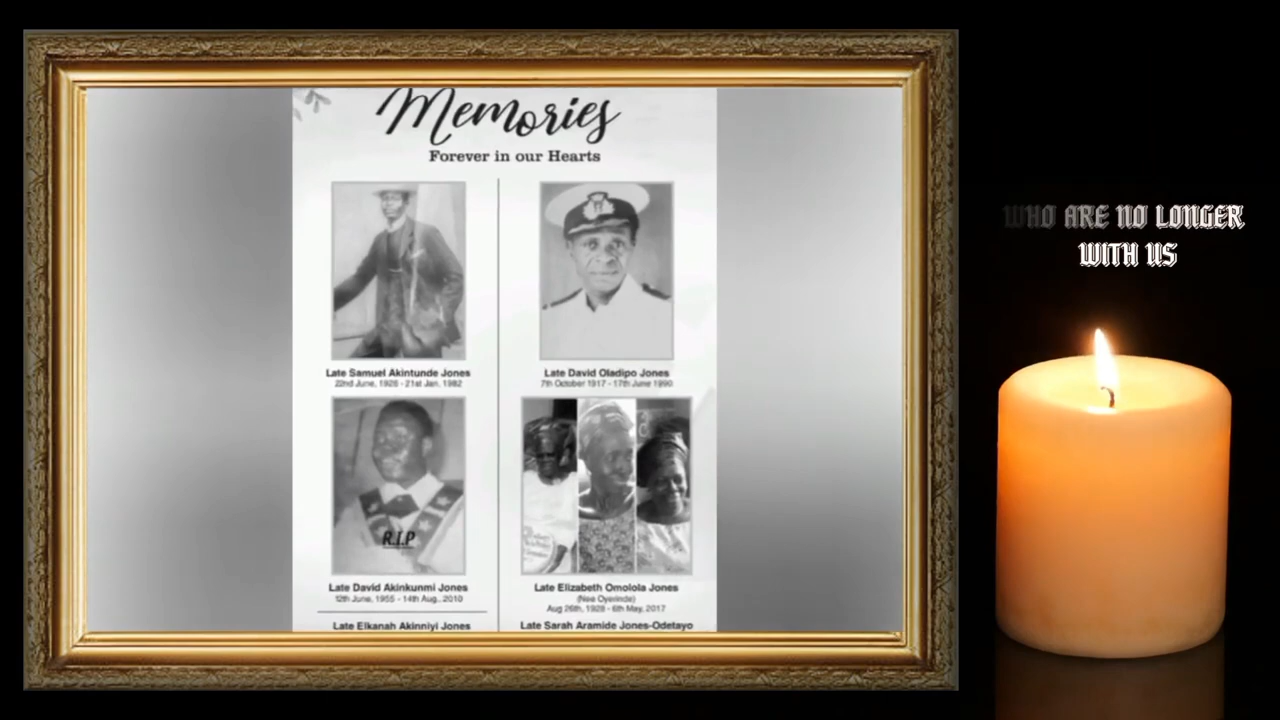 Memories
Forever in our Hearts
Late Samuel Akintunde Jones
22nd June, 1926 - 21st Jan, 1982
Late David Oladipo Jones
7th October 1917 - 17th June 1990
R.I.P
Late David Akinkunmi Jones
12th June, 1955 - 14th Aug., 2010
Late Elizabeth Omolola Jones
(Nee Oyerinde)
Aug 26th, 1928 - 6th May, 2017
Late Elkanah Akinniyi Jones
Late Sarah Aramide Jones-Odetayo
WHO ARE NO LONGER
WITH US